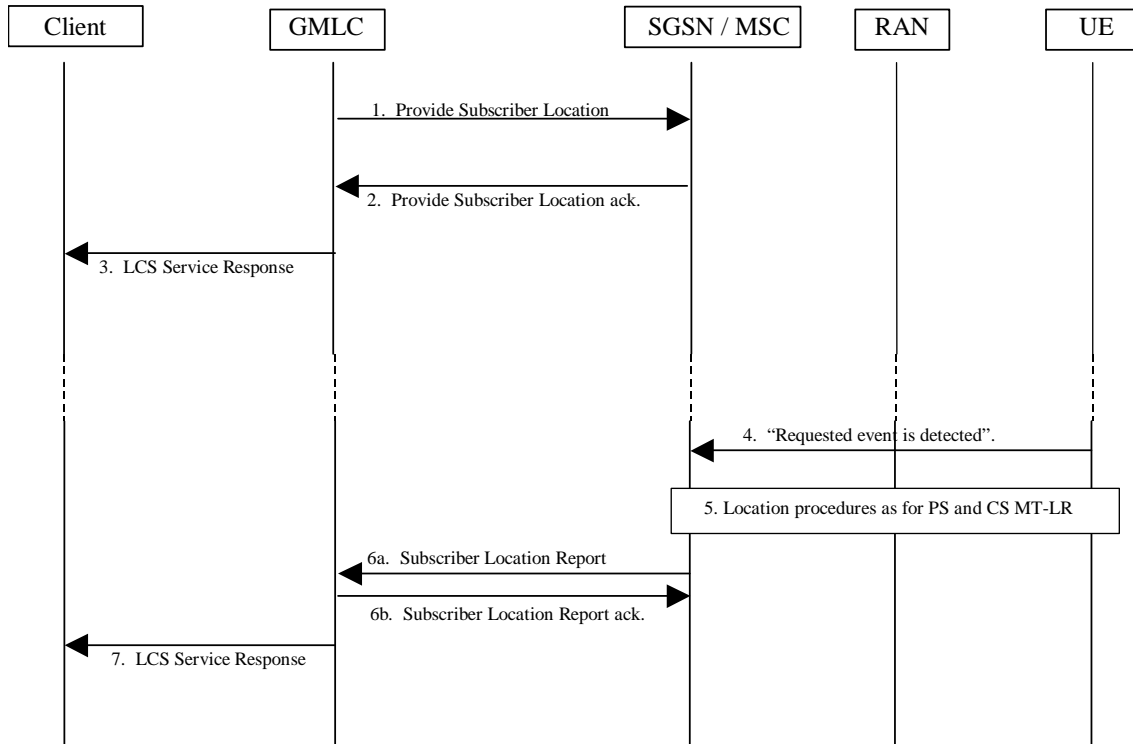 Client
GMLC
SGSN / MSC
RAN
UE
1. Provide Subscriber Location
2. Provide Subscriber Location ack.
3. LCS Service Response
4. “Requested event is detected”.
5. Location procedures as for PS and CS MT-LR
6a. Subscriber Location Report
6b. Subscriber Location Report ack.
7. LCS Service Response